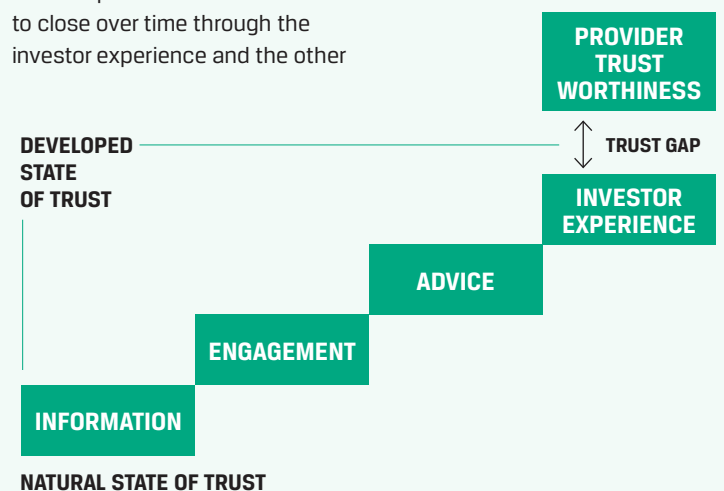 to close over time through the
investor experience and the other
PROVIDER
TRUST
WORTHINESS
DEVELOPED
STATE
OF TRUST
TRUST GAP
INVESTOR
EXPERIENCE
ADVICE
ENGAGEMENT
INFORMATION
NATURAL STATE OF TRUST